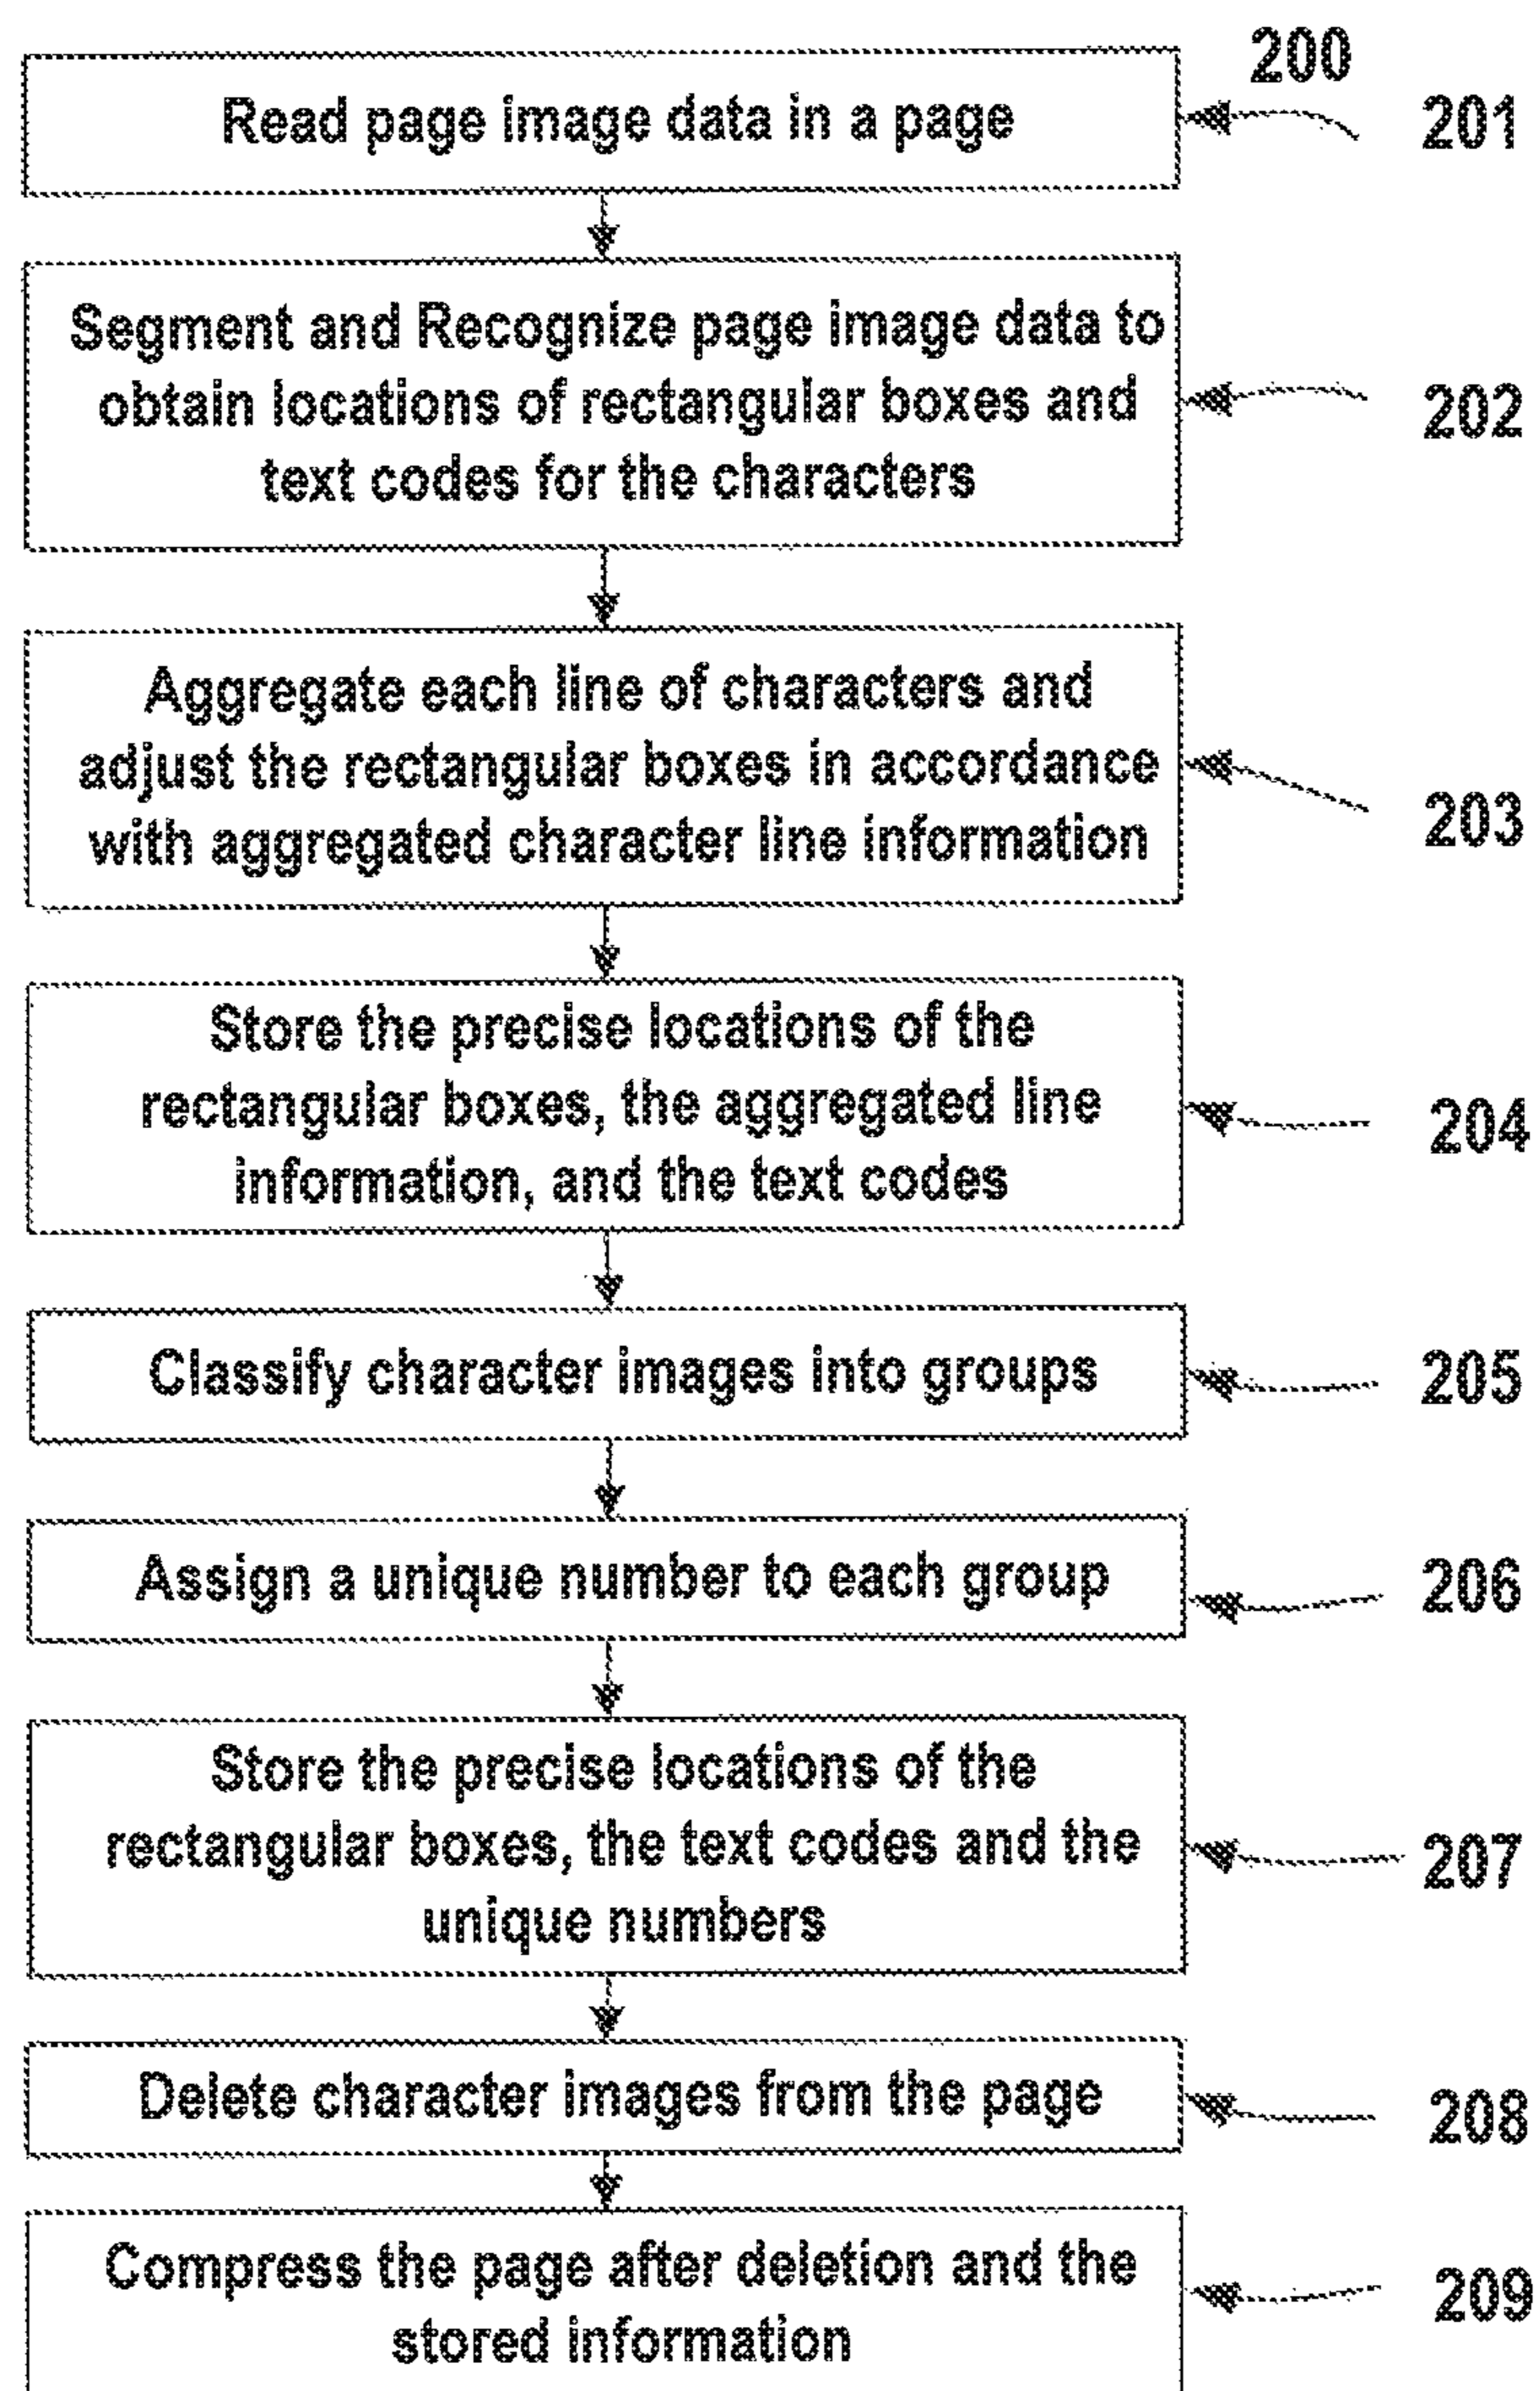 200
Read page image data in a page
201
Segment and Recognize page image data to
obtain locations of rectangular boxes and
text codes for the characters
202
Aggregate each line of characters and
adjust the rectangular boxes in accordance
with aggregated character line information
203
Store the precise locations of the
rectangular boxes, the aggregated line
information, and the text codes
204
Classify character images into groups
205
Assign a unique number to each group
206
Store the precise locations of the
rectangular boxes, the text codes and the
unique numbers
207
Delete character images from the page
208
Compress the page after deletion and the
stored information
209